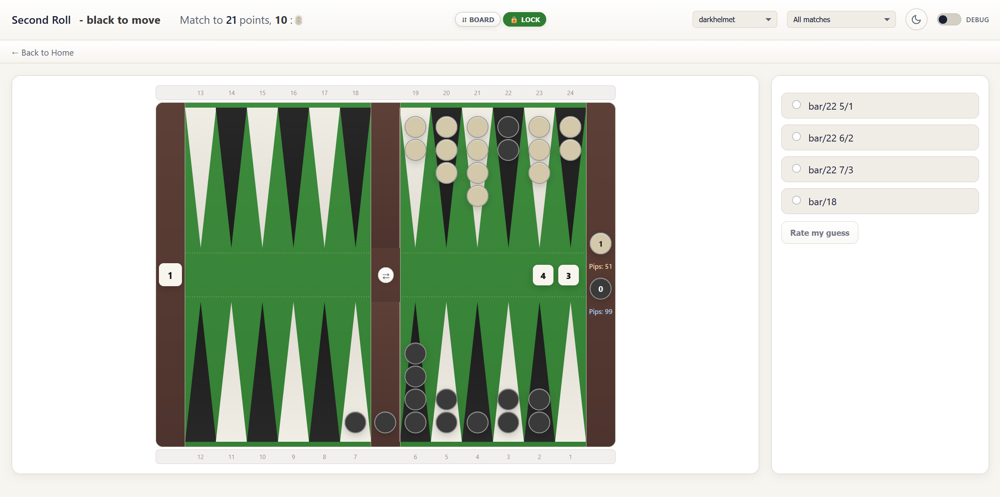 Second Roll - black to move Match to 21 points, 10 : 8
BOARD LOCK
darkhelmet All matches DEBUG
← Back to Home
13 14 15 16 17 18 19 20 21 22 23 24
1
4 3
1
Pips: 51
0
Pips: 99
12 11 10 9 8 7 6 5 4 3 2 1
bar/22 5/1
bar/22 6/2
bar/22 7/3
bar/18
Rate my guess